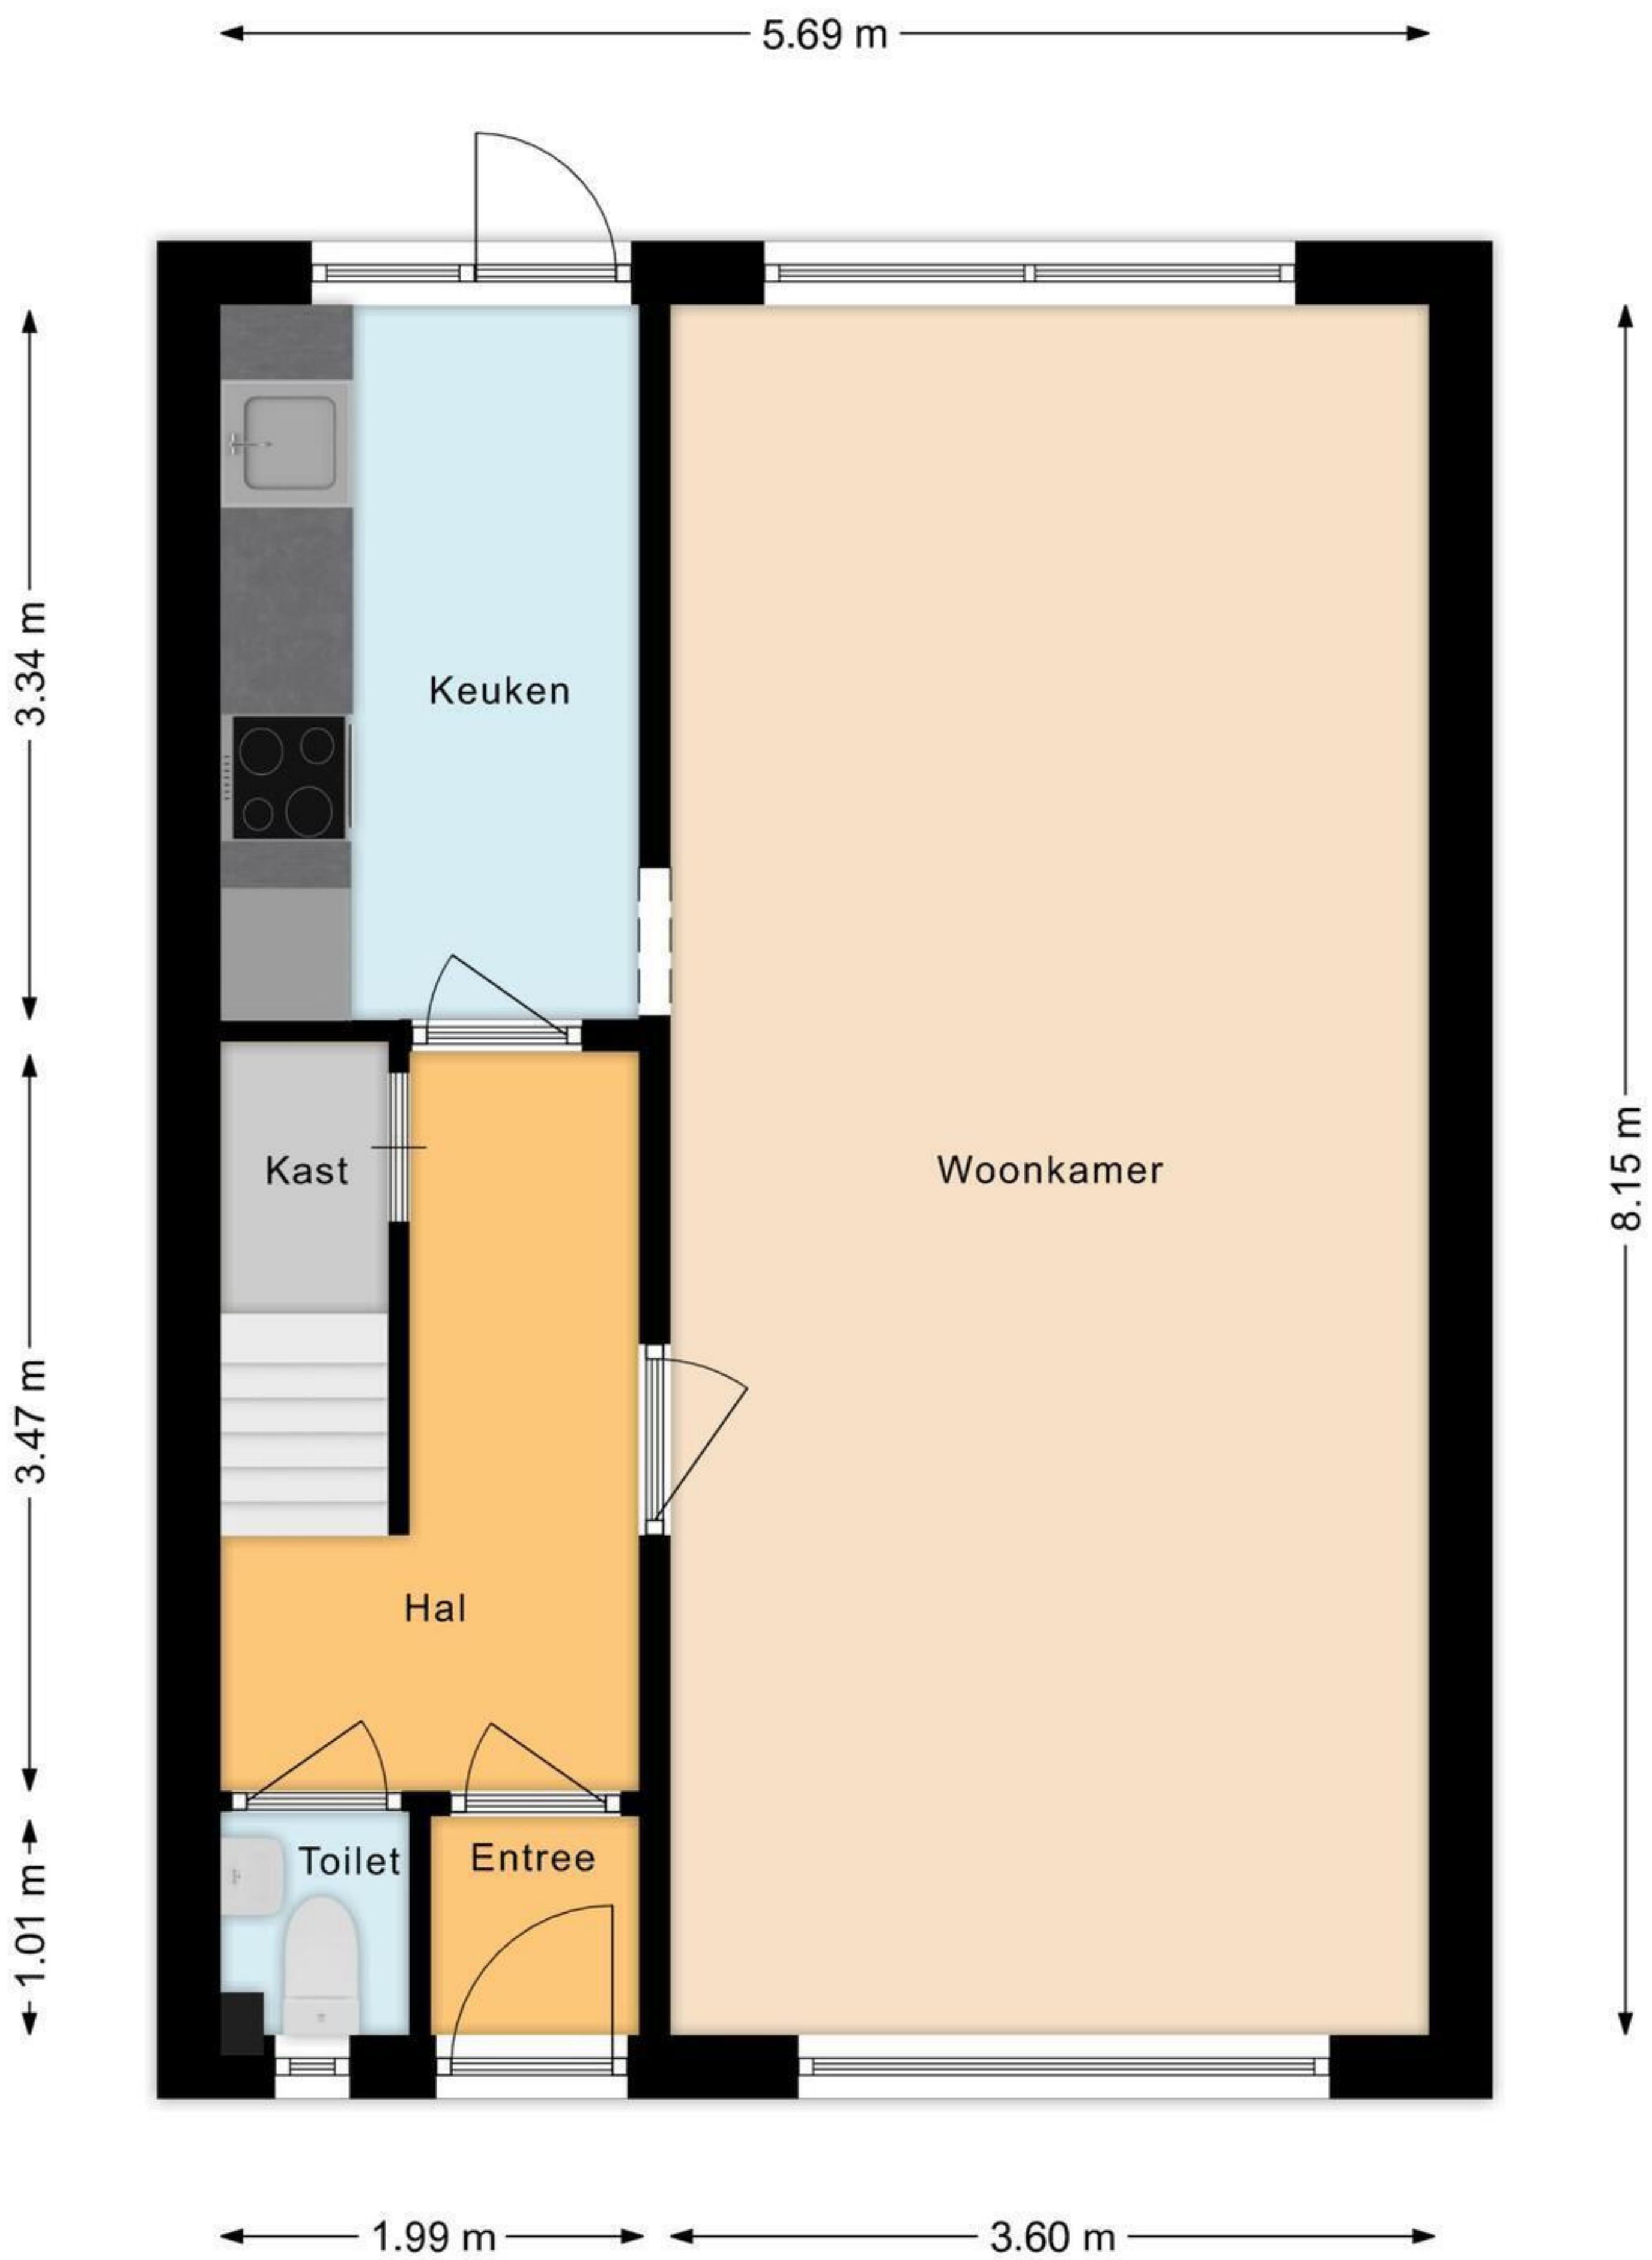 5.69 m
3.34 m
Keuken
8.15 m
Kast
Woonkamer
3.47 m
Hal
1.01 m
Toilet
Entree
1.99 m
3.60 m